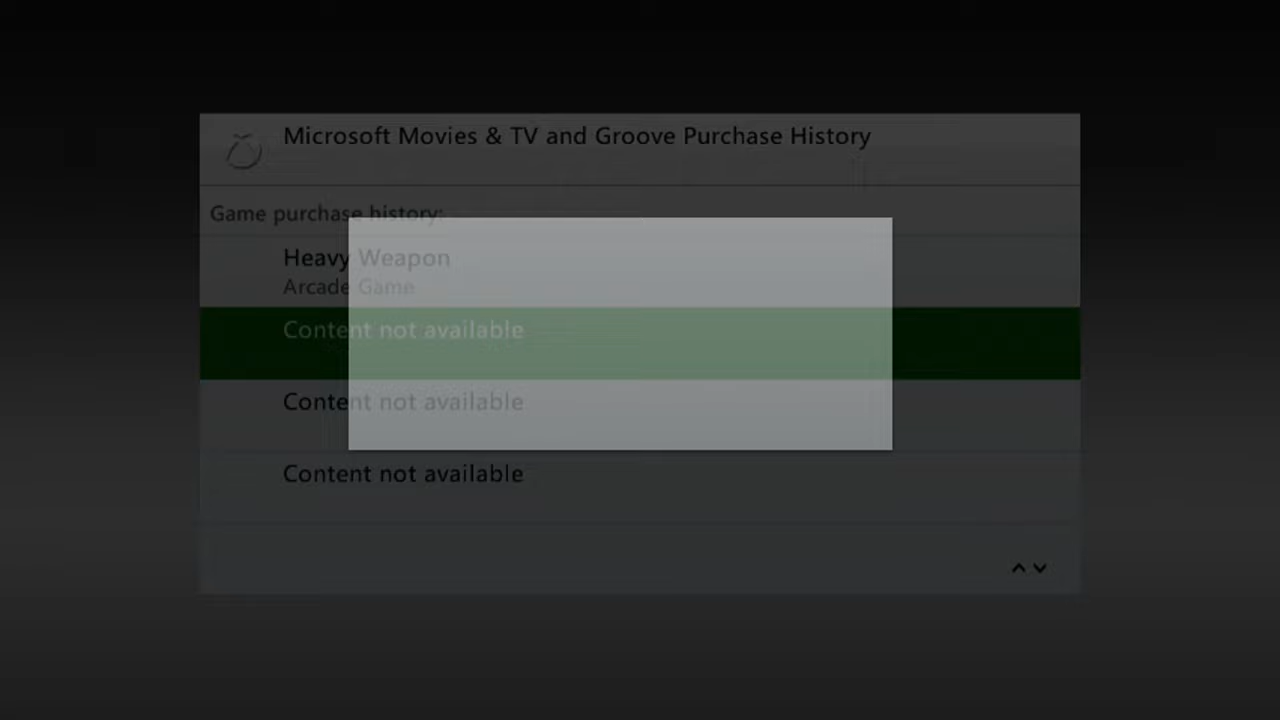 Microsoft Movies & TV and Groove Purchase History
Game purchase history:
Heavy Weapon
Arcade Game
Content not available
Content not available
Content not available